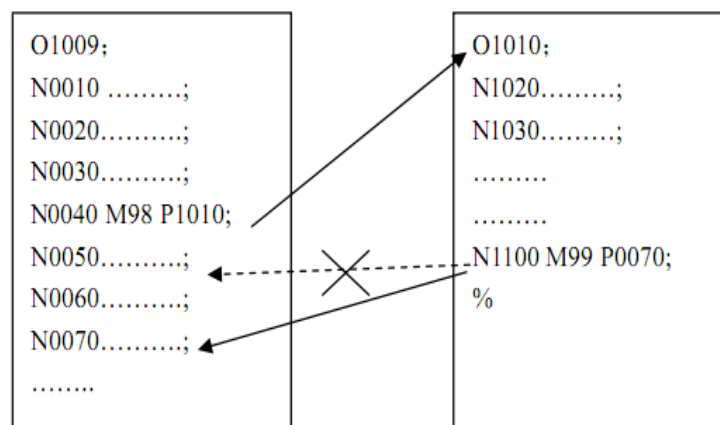 O1009;
N0010 ………;
N0020……….;
N0030……….;
N0040 M98 P1010;
N0050……….;
N0060……….;
N0070……….;
……..
O1010;
N1020………;
N1030………;
………
………
N1100 M99 P0070;
%